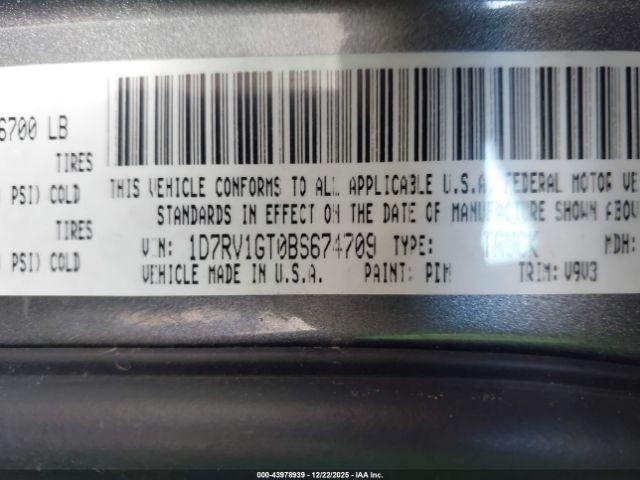 6700 LB
TIRES
PSI) COLD
PSI) COLD
THIS VEHICLE CONFORMS TO ALL APPLICABLE U.S.A. FEDERAL MOTOR VE
STANDARDS IN EFFECT ON THE DATE OF MANUFACTURE SHOWN ABOV
VIN: 1D7RV1GT0BS674709 TYPE: TRUCK MDH:
TIRES
VEHICLE MADE IN U.S.A. PAINT: PIM TRIM: V9V3
000-43978939 | 12/22/2025 | IAA Inc.